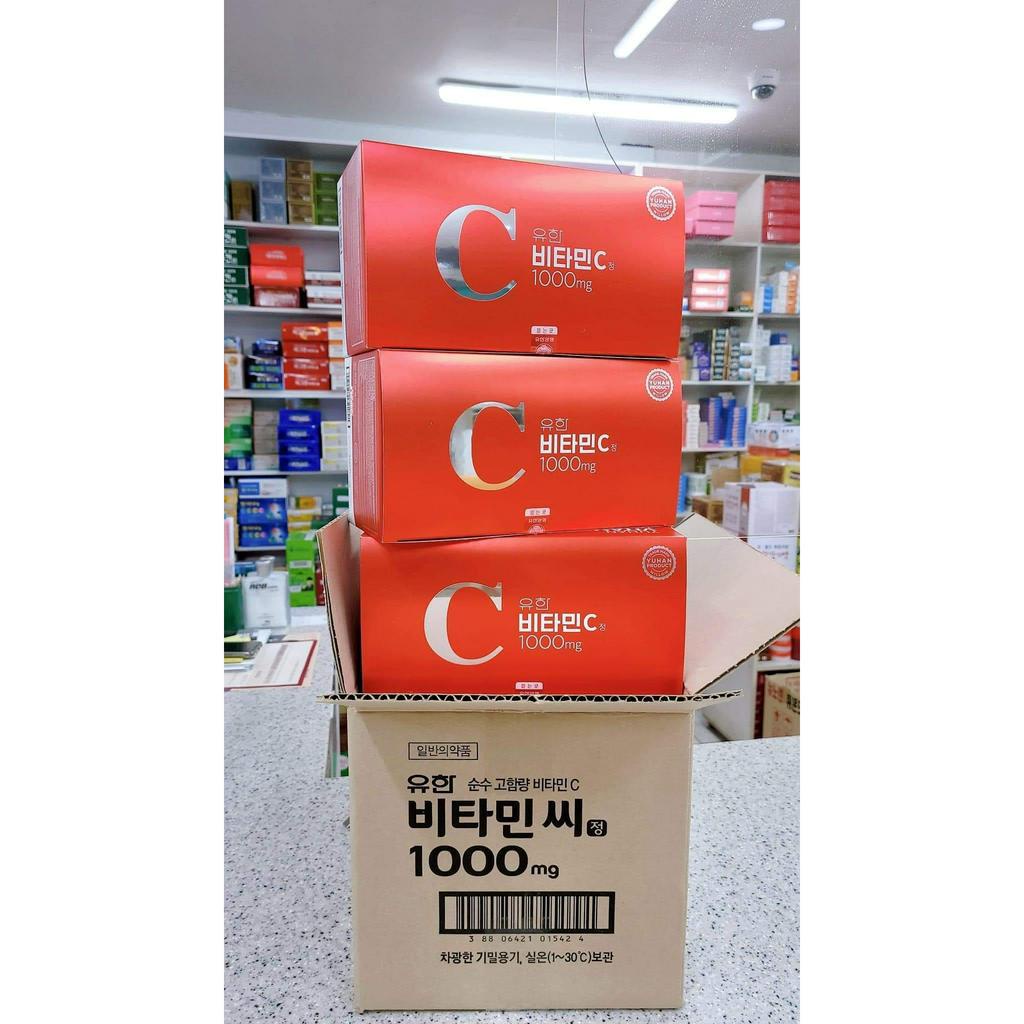 C
유한
비타민C정
1000mg
YUHAN
PRODUCT
C
유한
비타민C정
1000mg
YUHAN
PRODUCT
C
유한
비타민C정
1000mg
YUHAN
PRODUCT
일반의약품
유한 순수 고함량 비타민 C
비타민 씨 정
1000mg
3 88 06421 01542 4
차광한 기밀용기, 실온(1~30℃)보관